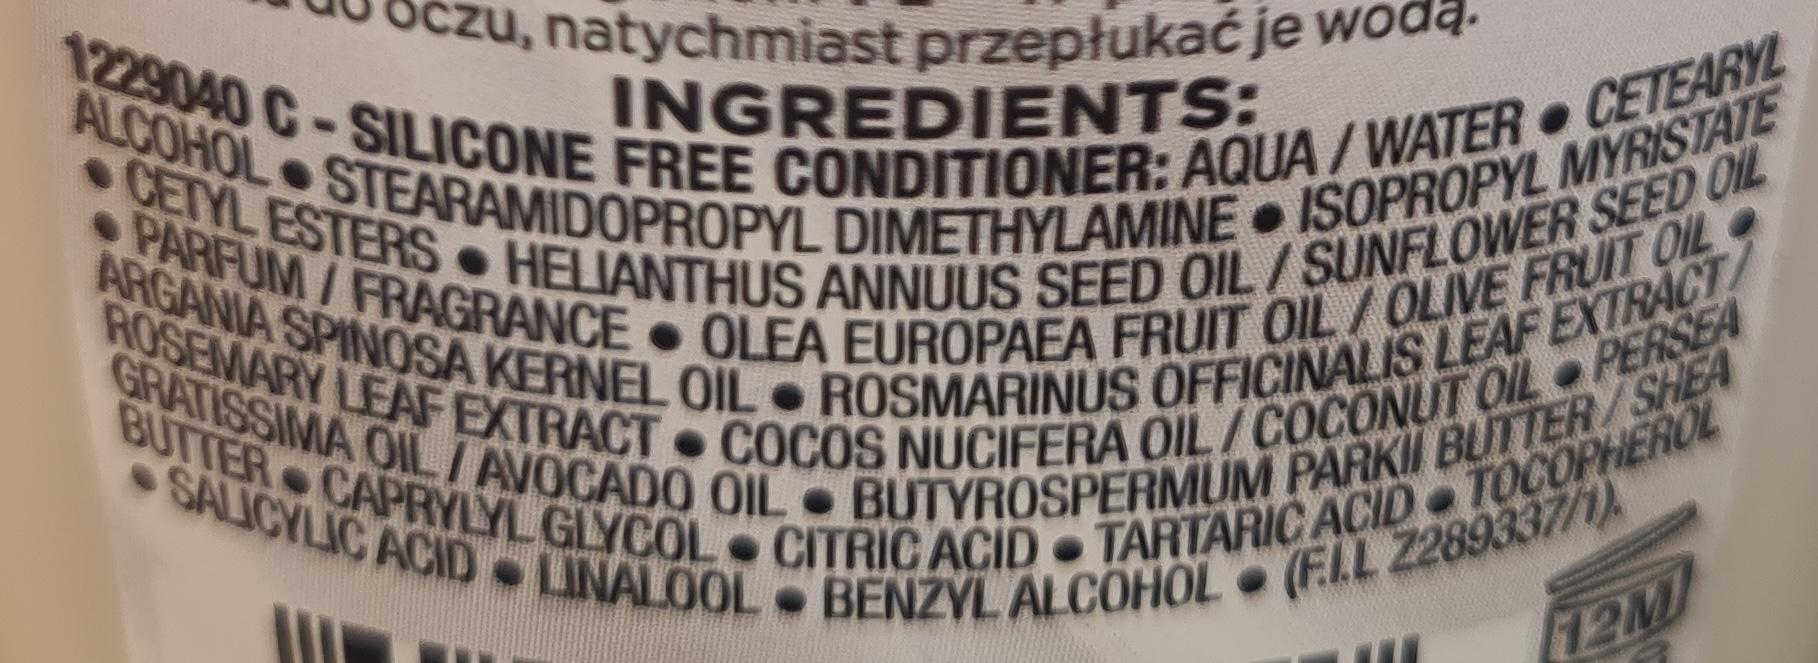 do oczu, natychmiast przepłukać je wodą.
INGREDIENTS:
1229040 C - SILICONE FREE CONDITIONER: AQUA / WATER ● CETEARYL
ALCOHOL ● STEARAMIDOPROPYL DIMETHYLAMINE ● ISOPROPYL MYRISTATE
● CETYL ESTERS ● HELIANTHUS ANNUUS SEED OIL / SUNFLOWER SEED OIL
● PARFUM / FRAGRANCE ● OLEA EUROPAEA FRUIT OIL / OLIVE FRUIT OIL ●
ARGANIA SPINOSA KERNEL OIL ● ROSMARINUS OFFICINALIS LEAF EXTRACT /
ROSEMARY LEAF EXTRACT ● COCOS NUCIFERA OIL / COCONUT OIL ● PERSEA
GRATISSIMA OIL / AVOCADO OIL ● BUTYROSPERMUM PARKII BUTTER / SHEA
BUTTER ● CAPRYLYL GLYCOL ● CITRIC ACID ● TARTARIC ACID ● TOCOPHEROL
● SALICYLIC ACID ● LINALOOL ● BENZYL ALCOHOL ● (F.I.L Z289337/1).
12M